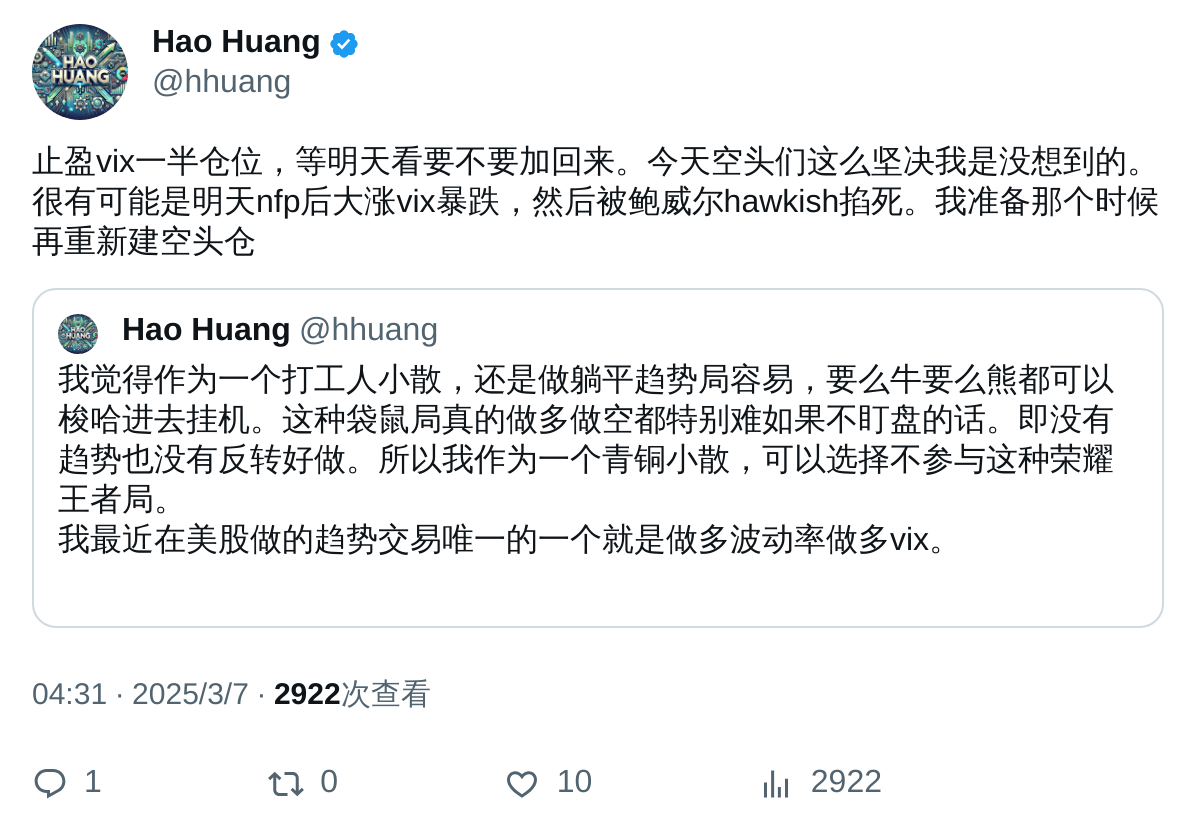 HAO
HUANG
Hao Huang
@hhuang
止盈vix一半仓位，等明天看要不要加回来。今天空头们这么坚决我是没想到的。
很有可能是明天nfp后大涨vix暴跌，然后被鲍威尔hawkish掐死。我准备那个时候
再重新建空头仓
HAO
HUANG
Hao Huang @hhuang
我觉得作为一个打工人小散，还是做躺平趋势局容易，要么牛要么熊都可以
梭哈进去挂机。这种袋鼠局真的做多做空都特别难如果不盯盘的话。即没有
趋势也没有反转好做。所以我作为一个青铜小散，可以选择不参与这种荣耀
王者局。
我最近在美股做的趋势交易唯一的一个就是做多波动率做多vix。
04:31 · 2025/3/7 · 2922次查看
1 0 10 2922